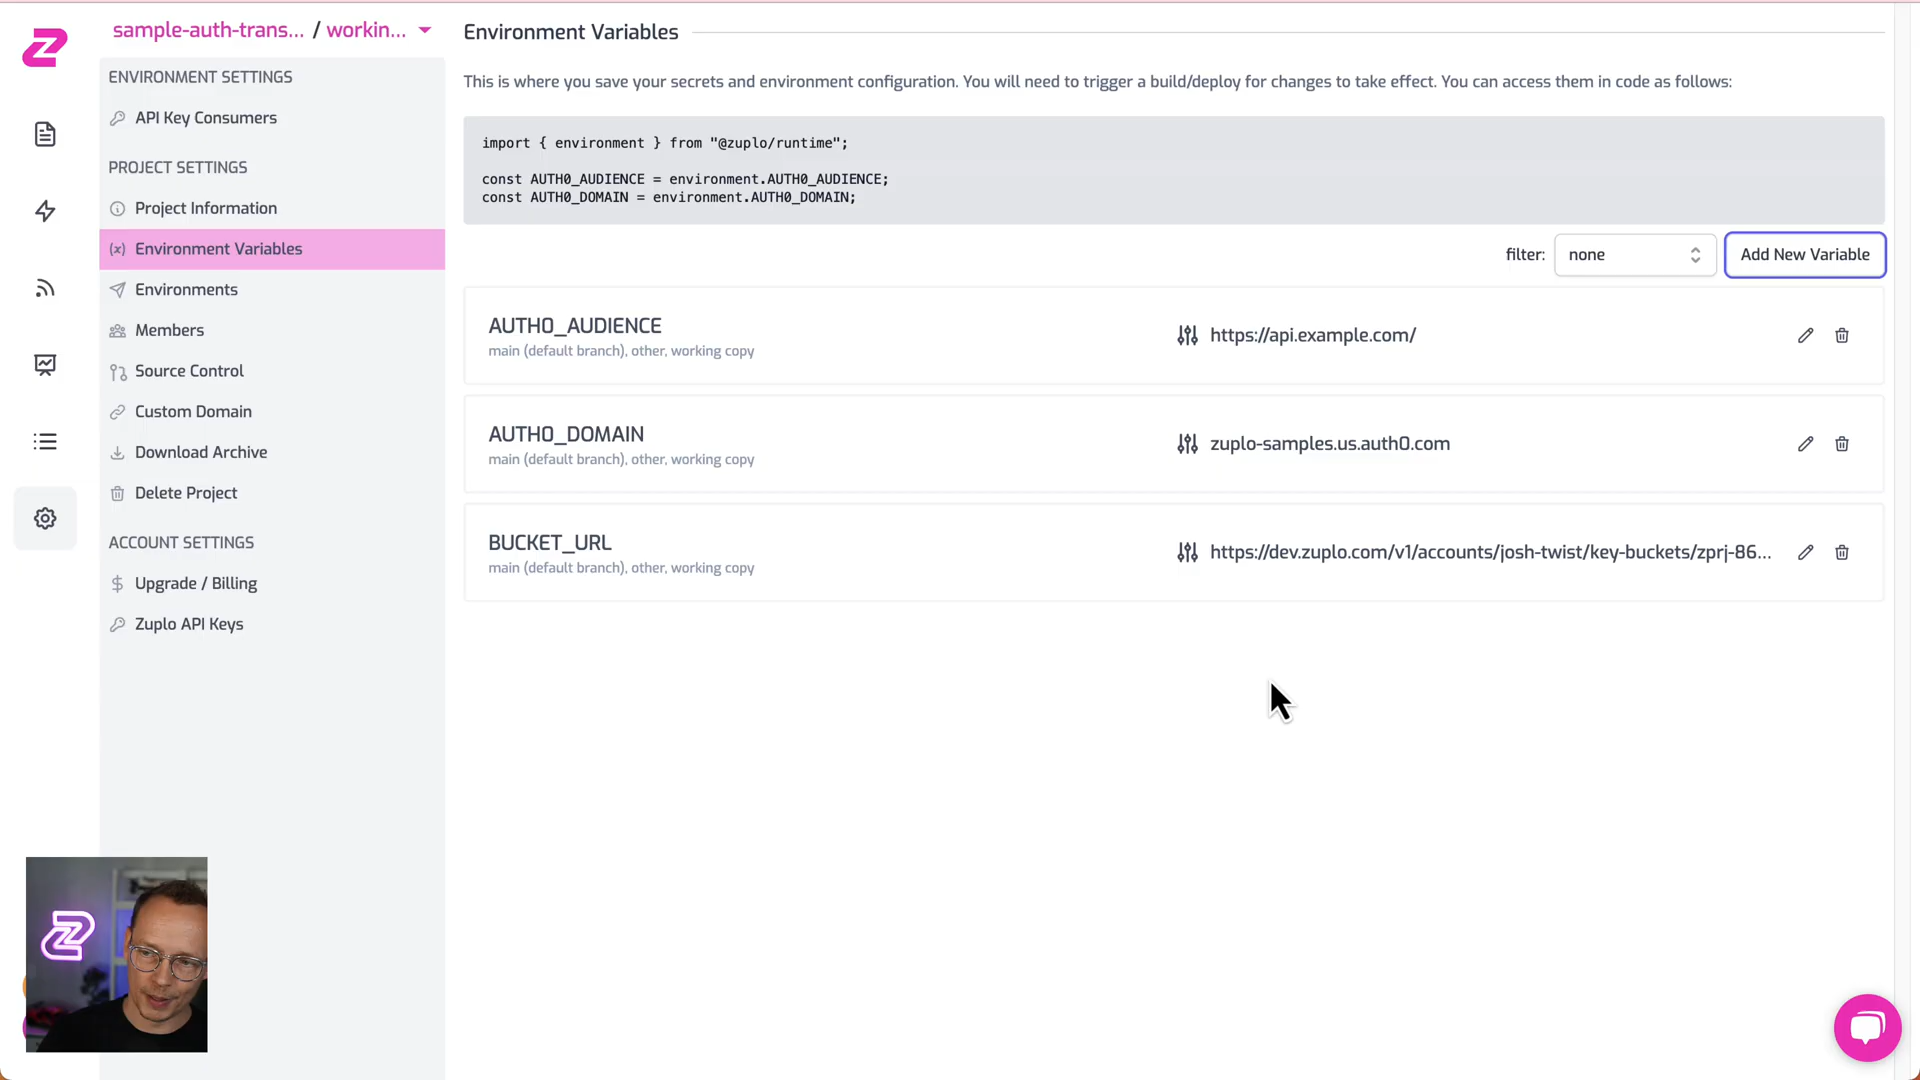 sample-auth-trans... / workin...
ENVIRONMENT SETTINGS
API Key Consumers
PROJECT SETTINGS
Project Information
Environment Variables
Environments
Members
Source Control
Custom Domain
Download Archive
Delete Project
ACCOUNT SETTINGS
Upgrade / Billing
Zuplo API Keys
Environment Variables
This is where you save your secrets and environment configuration. You will need to trigger a build/deploy for changes to take effect. You can access them in code as follows:
import { environment } from "@zuplo/runtime";
const AUTH0_AUDIENCE = environment.AUTH0_AUDIENCE;
const AUTH0_DOMAIN = environment.AUTH0_DOMAIN;
filter: none Add New Variable
AUTH0_AUDIENCE
main (default branch), other, working copy
https://api.example.com/
AUTH0_DOMAIN
main (default branch), other, working copy
zuplo-samples.us.auth0.com
BUCKET_URL
main (default branch), other, working copy
https://dev.zuplo.com/v1/accounts/josh-twist/key-buckets/zprj-86...